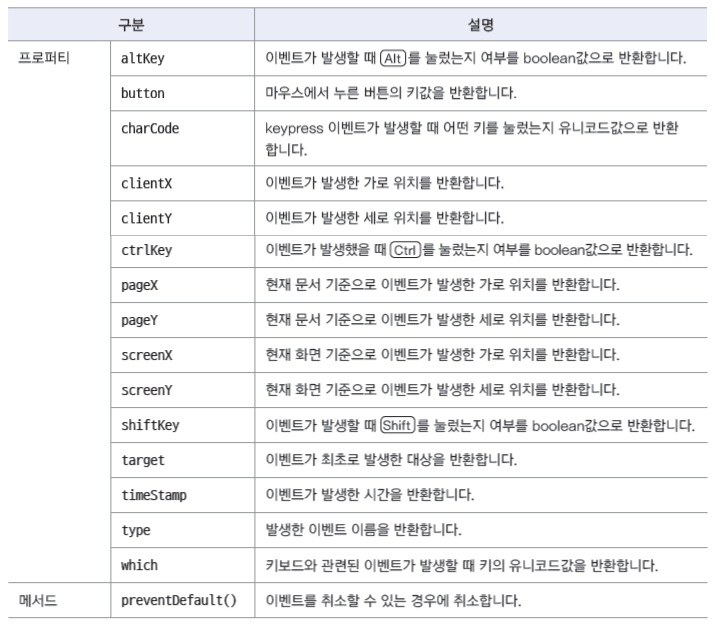 구분 설명
프로퍼티 altKey 이벤트가 발생할 때 Alt를 눌렀는지 여부를 boolean값으로 반환합니다.
button 마우스에서 누른 버튼의 키값을 반환합니다.
charCode keypress 이벤트가 발생할 때 어떤 키를 눌렀는지 유니코드값으로 반환
합니다.
clientX 이벤트가 발생한 가로 위치를 반환합니다.
clientY 이벤트가 발생한 세로 위치를 반환합니다.
ctrlKey 이벤트가 발생했을 때 Ctrl를 눌렀는지 여부를 boolean값으로 반환합니다.
pageX 현재 문서 기준으로 이벤트가 발생한 가로 위치를 반환합니다.
pageY 현재 문서 기준으로 이벤트가 발생한 세로 위치를 반환합니다.
screenX 현재 화면 기준으로 이벤트가 발생한 가로 위치를 반환합니다.
screenY 현재 화면 기준으로 이벤트가 발생한 세로 위치를 반환합니다.
shiftKey 이벤트가 발생할 때 Shift를 눌렀는지 여부를 boolean값으로 반환합니다.
target 이벤트가 최초로 발생한 대상을 반환합니다.
timeStamp 이벤트가 발생한 시간을 반환합니다.
type 발생한 이벤트 이름을 반환합니다.
which 키보드와 관련된 이벤트가 발생할 때 키의 유니코드값을 반환합니다.
메서드 preventDefault() 이벤트를 취소할 수 있는 경우에 취소합니다.